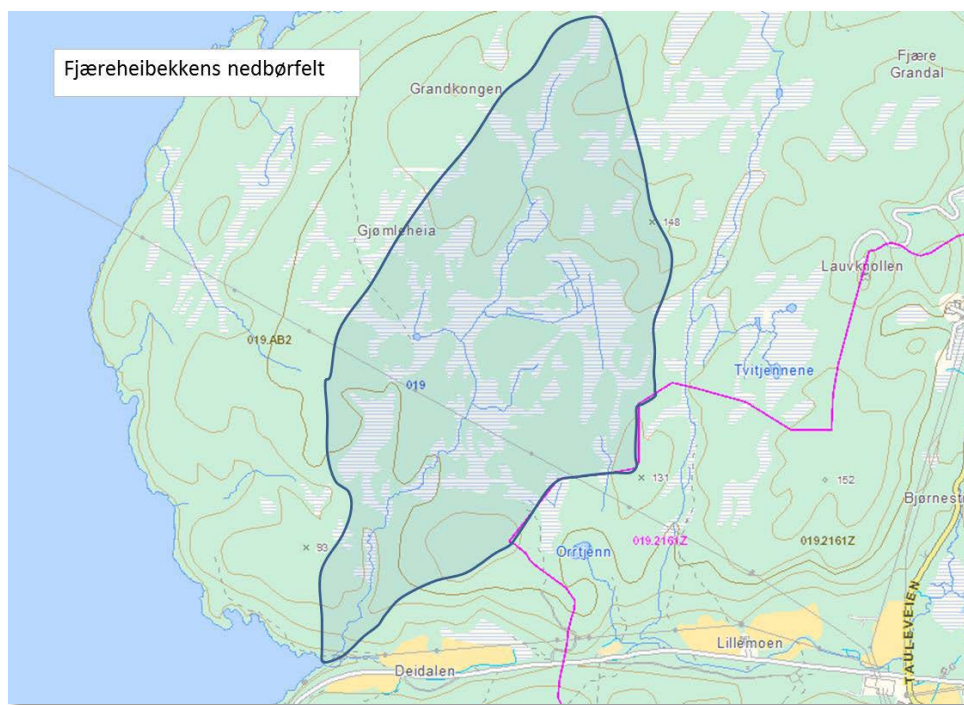 Fjæreheibekkens nedbørfelt
Fjære
Grandal
Grandkongen
148
Gjømleheia
Lauvknollen
019.AB2
019
Tvitjennene
131
152
Bjørnest
93
Orrtjenn
019.2161Z
019.2161Z
TAULEVEIEN
Lillemoen
Deidalen